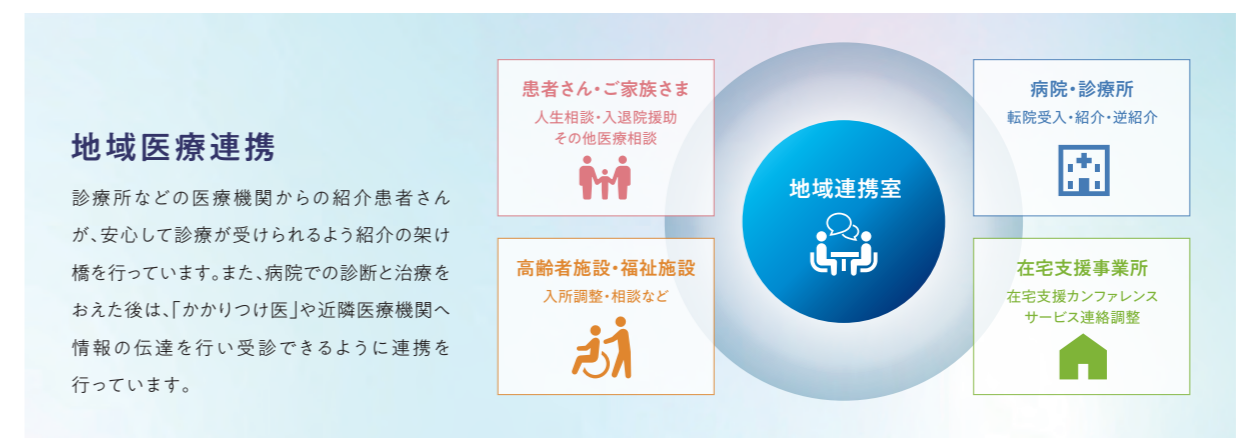 地域医療連携
診療所などの医療機関からの紹介患者さん
が、安心して診療が受けられるよう紹介の架け
橋を行っています。また、病院での診断と治療を
おえた後は、「かかりつけ医」や近隣医療機関へ
情報の伝達を行い受診できるように連携を
行っています。
患者さん・ご家族さま
人生相談・入退院援助
その他医療相談
病院・診療所
転院受入・紹介・逆紹介
地域連携室
高齢者施設・福祉施設
入所調整・相談など
在宅支援事業所
在宅支援カンファレンス
サービス連絡調整